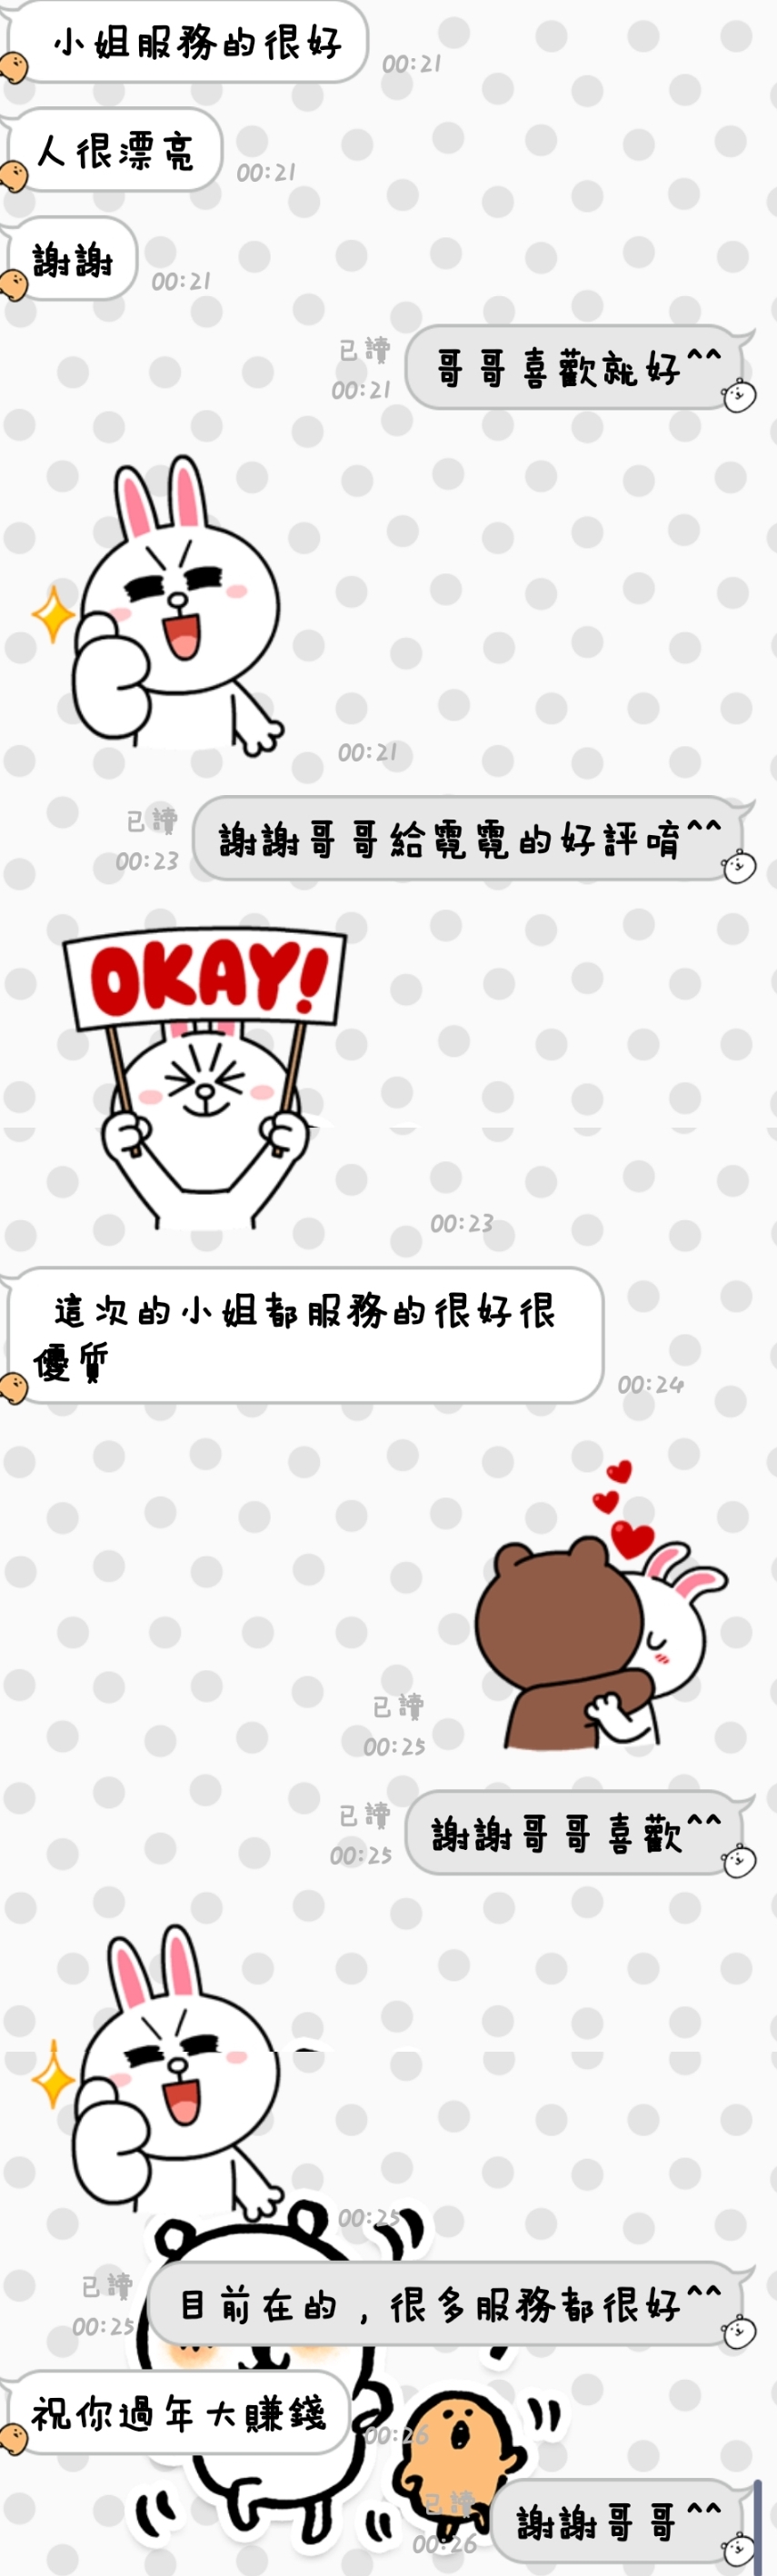 小姐服務的很好
00:21
人很漂亮
00:21
謝謝
00:21
已讀
00:21
哥哥喜歡就好^^
00:21
已讀
00:23
謝謝哥哥給霓霓的好評唷^^
OKAY!
00:23
這次的小姐都服務的很好很
優質
00:24
已讀
00:25
已讀
00:25
謝謝哥哥喜歡^^
00:25
已讀
00:25
目前在的，很多服務都很好^^
祝你過年大賺錢
00:26
已讀
00:26
謝謝哥哥^^